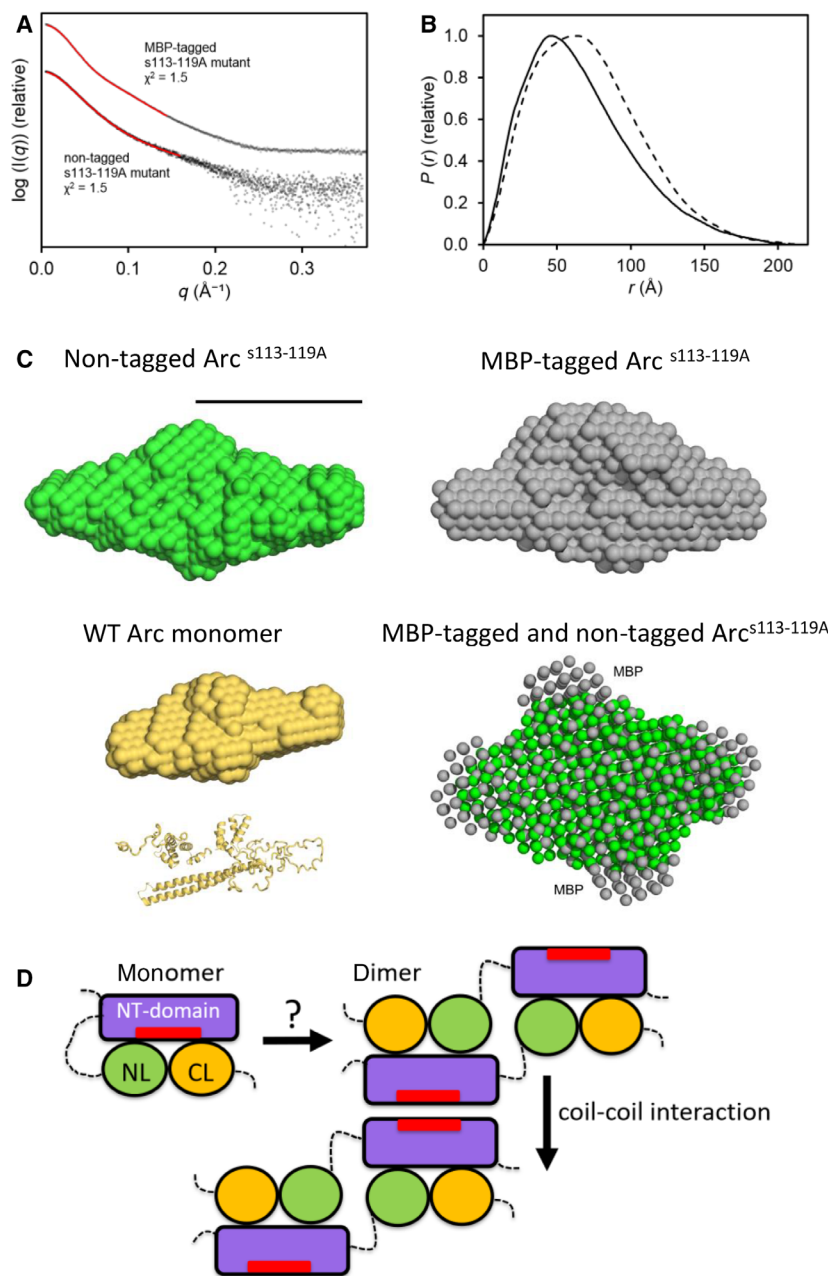 A
MBP-tagged
s113-119A mutant
χ² = 1.5
non-tagged
s113-119A mutant
χ² = 1.5
log (I(q)) (relative)
0.0 0.1 0.2 0.3
q (Å⁻¹)
B
P (r) (relative)
1.0
0.8
0.6
0.4
0.2
0.0
0 50 100 150 200
r (Å)
C
Non-tagged Arc s113-119A
MBP-tagged Arc s113-119A
WT Arc monomer
MBP-tagged and non-tagged Arc s113-119A
MBP
MBP
D
Monomer
NT-domain
NL CL
?
Dimer
coil-coil interaction